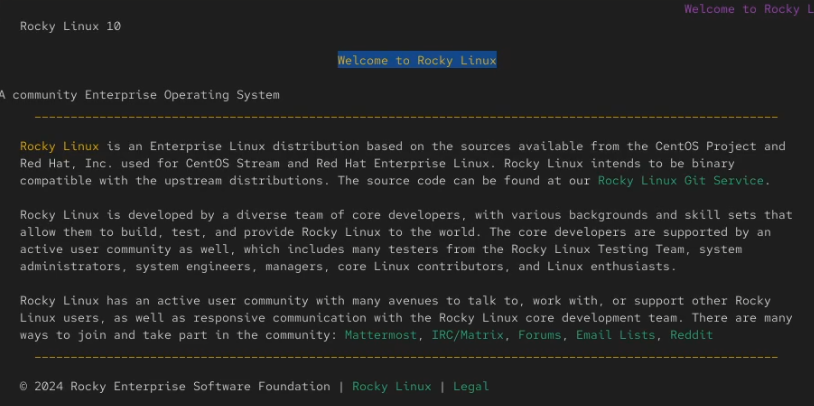 Welcome to Rocky L
Rocky Linux 10
Welcome to Rocky Linux
A community Enterprise Operating System
Rocky Linux is an Enterprise Linux distribution based on the sources available from the CentOS Project and
Red Hat, Inc. used for CentOS Stream and Red Hat Enterprise Linux. Rocky Linux intends to be binary
compatible with the upstream distributions. The source code can be found at our Rocky Linux Git Service.
Rocky Linux is developed by a diverse team of core developers, with various backgrounds and skill sets that
allow them to build, test, and provide Rocky Linux to the world. The core developers are supported by an
active user community as well, which includes many testers from the Rocky Linux Testing Team, system
administrators, system engineers, managers, core Linux contributors, and Linux enthusiasts.
Rocky Linux has an active user community with many avenues to talk to, work with, or support other Rocky
Linux users, as well as responsive communication with the Rocky Linux core development team. There are many
ways to join and take part in the community: Mattermost, IRC/Matrix, Forums, Email Lists, Reddit
© 2024 Rocky Enterprise Software Foundation | Rocky Linux | Legal